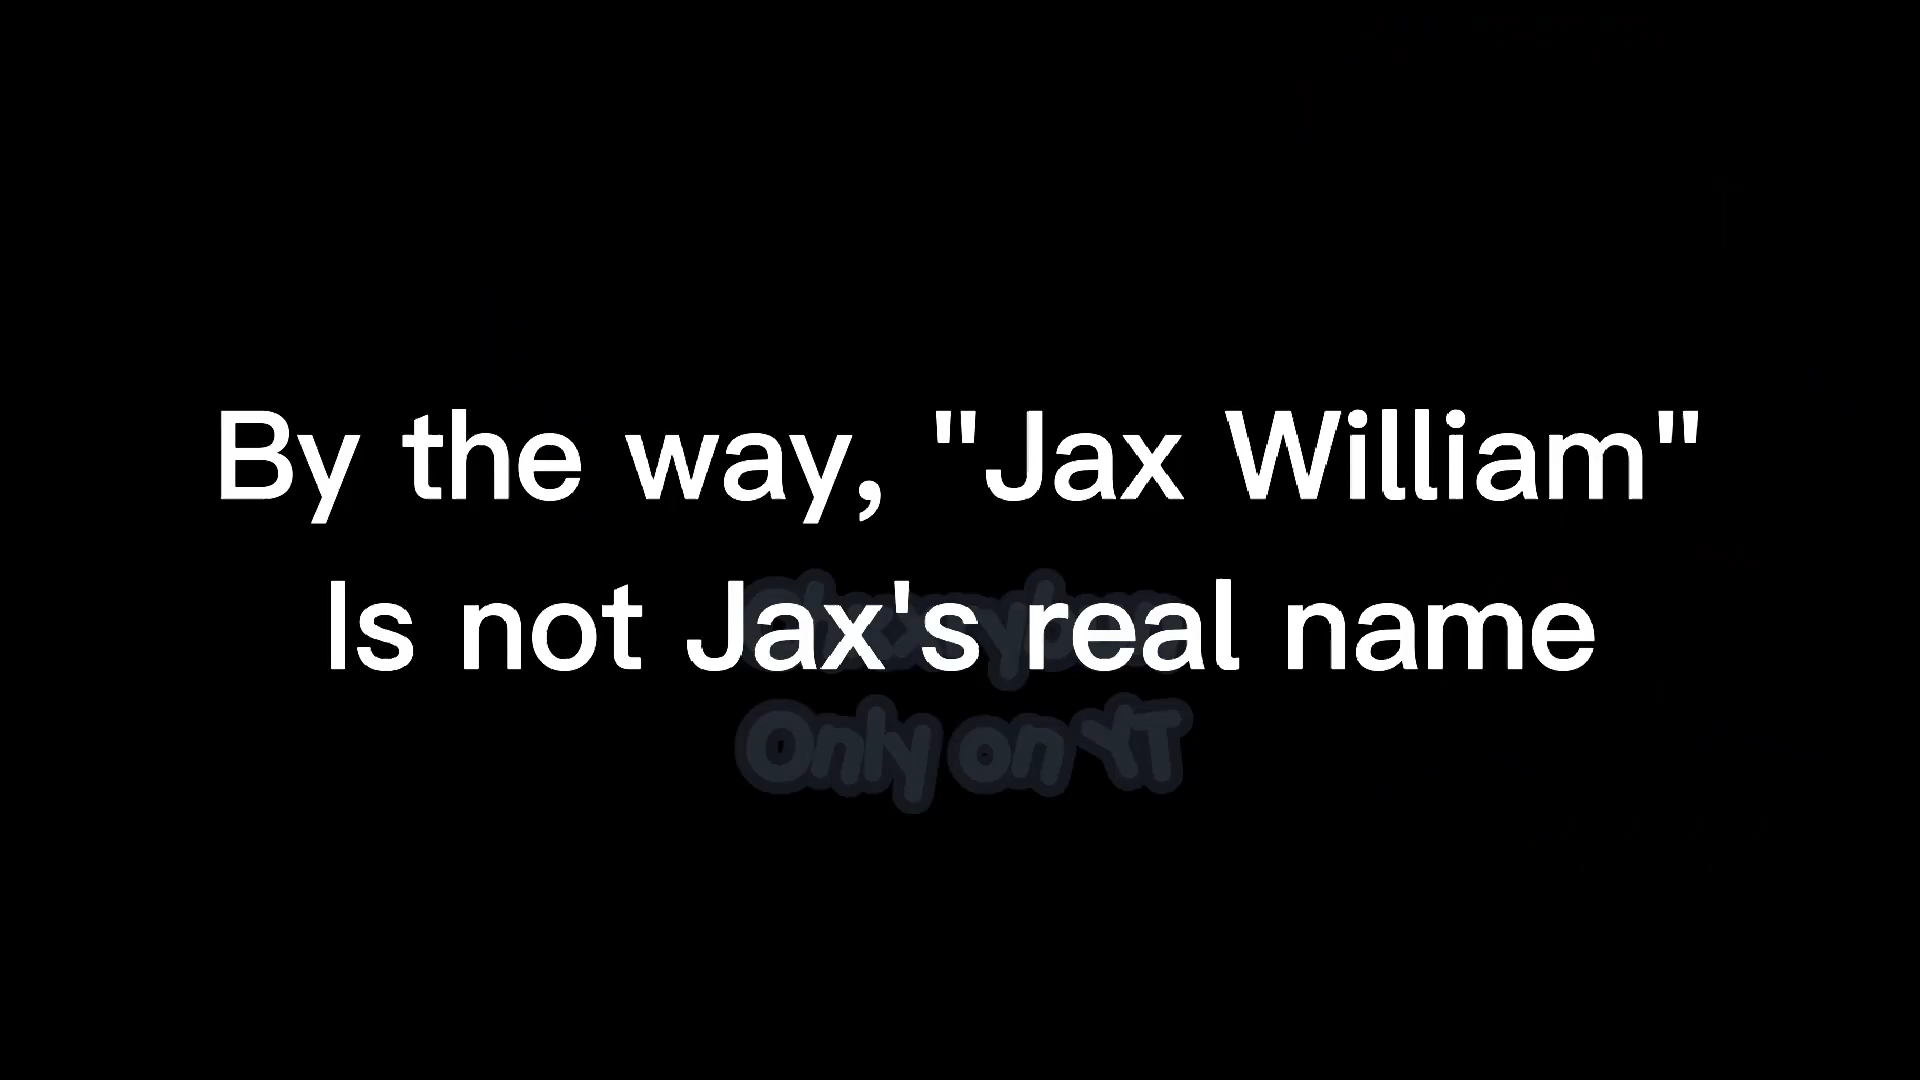 By the way, "Jax William"
Is not Jax's real name
Only on YT